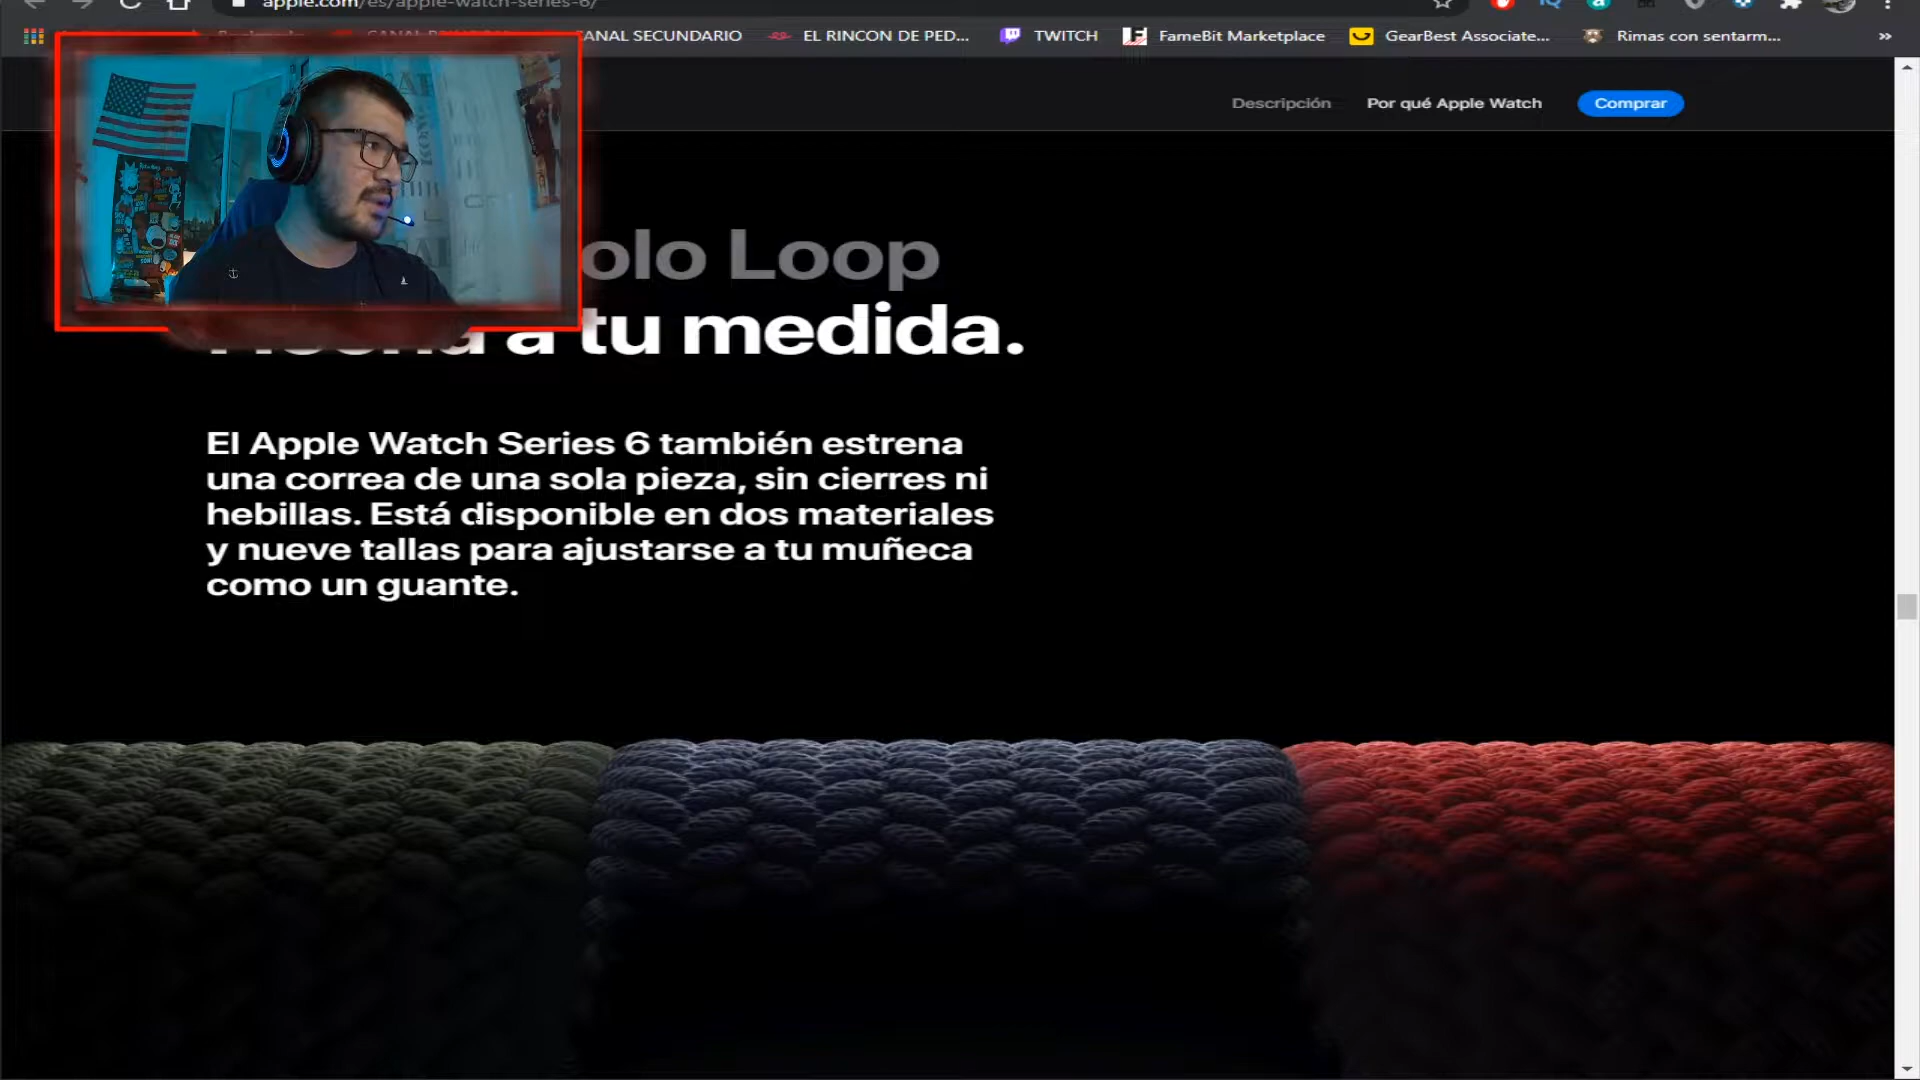 apple.com/es/apple-watch-series-6/
CANAL SECUNDARIO
EL RINCON DE PED...
TWITCH
FameBit Marketplace
GearBest Associate...
Rimas con sentarm...
»
Descripción
Por qué Apple Watch
Comprar
olo Loop
a tu medida.
El Apple Watch Series 6 también estrena
una correa de una sola pieza, sin cierres ni
hebillas. Está disponible en dos materiales
y nueve tallas para ajustarse a tu muñeca
como un guante.